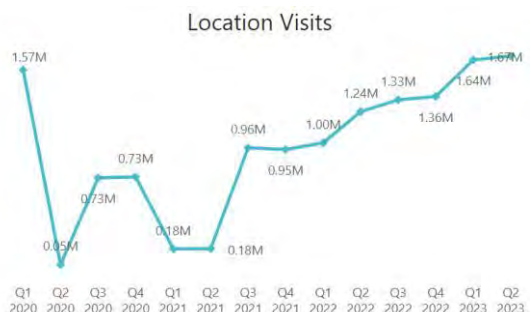 Location Visits
1.57M
0.05M
0.73M
0.73M
0.18M
0.18M
0.96M
0.95M
1.00M
1.24M
1.33M
1.36M
1.64M
1.67M
Q1 Q2 Q3 Q4 Q1 Q2 Q3 Q4 Q1 Q2 Q3 Q4 Q1 Q2
2020 2020 2020 2020 2021 2021 2021 2021 2022 2022 2022 2022 2023 2023